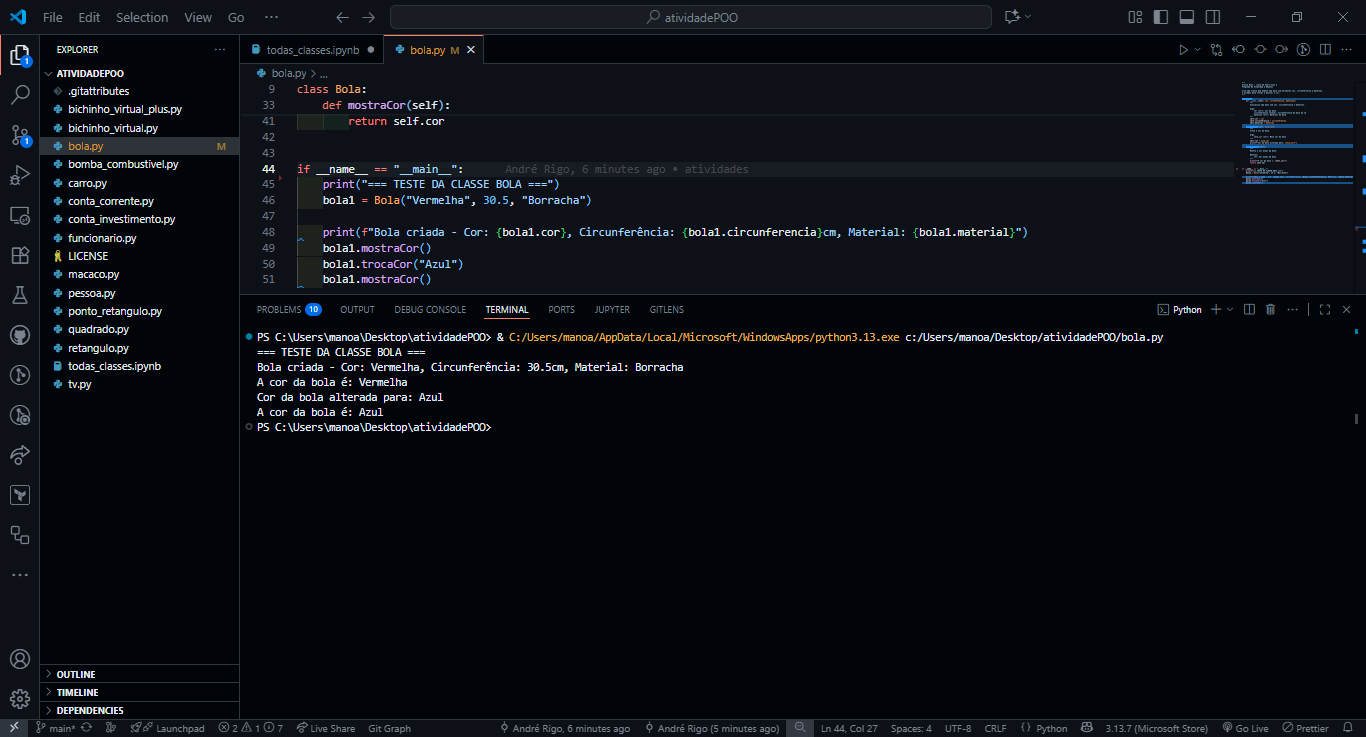 File Edit Selection View Go ··· atividadePOO
EXPLORER ···
ATIVIDADEPOO
.gitattributes
bichinho_virtual_plus.py
bichinho_virtual.py
bola.py M
bomba_combustivel.py
carro.py
conta_corrente.py
conta_investimento.py
funcionario.py
LICENSE
macaco.py
pessoa.py
ponto_retangulo.py
quadrado.py
retangulo.py
todas_classes.ipynb
tv.py
OUTLINE
TIMELINE
DEPENDENCIES
1
1
todas_classes.ipynb ● bola.py M
bola.py > ...
9 class Bola:
33 def mostraCor(self):
41 return self.cor
42
43
44 if __name__ == "__main__": André Rigo, 6 minutes ago • atividades
45 print("=== TESTE DA CLASSE BOLA ===")
46 bola1 = Bola("Vermelha", 30.5, "Borracha")
47
48 print(f"Bola criada - Cor: {bola1.cor}, Circunferência: {bola1.circunferencia}cm, Material: {bola1.material}")
49 bola1.mostraCor()
50 bola1.trocaCor("Azul")
51 bola1.mostraCor()
PROBLEMS 10 OUTPUT DEBUG CONSOLE TERMINAL PORTS JUPYTER GITLENS Python
PS C:\Users\manoa\Desktop\atividadePOO> & C:/Users/manoa/AppData/Local/Microsoft/WindowsApps/python3.13.exe c:/Users/manoa/Desktop/atividadePOO/bola.py
=== TESTE DA CLASSE BOLA ===
Bola criada - Cor: Vermelha, Circunferência: 30.5cm, Material: Borracha
A cor da bola é: Vermelha
Cor da bola alterada para: Azul
A cor da bola é: Azul
PS C:\Users\manoa\Desktop\atividadePOO>
main* Launchpad 2 1 7 Live Share Git Graph André Rigo, 6 minutes ago André Rigo (5 minutes ago) Ln 44, Col 27 Spaces: 4 UTF-8 CRLF {} Python 3.13.7 (Microsoft Store) Go Live Prettier